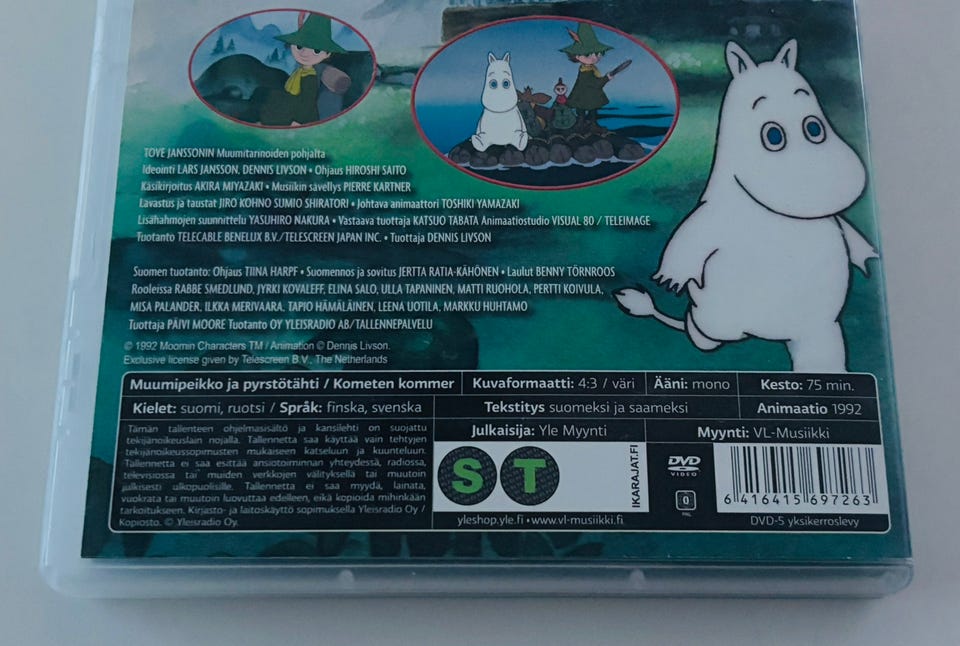 TOVE JANSSONIN Muumitarinoiden pohjalta
Ideointi LARS JANSSON, DENNIS LIVSON • Ohjaus HIROSHI SAITO
Käsikirjoitus AKIRA MIYAZAKI • Musiikin sävellys PIERRE KARTNER
Lavastus ja taustat JIRO KOHNO SUMIO SHIRATORI • Johtava animaattori TOSHIKI YAMAZAKI
Lisähahmojen suunnittelu YASUHIRO NAKURA • Vastaava tuottaja KATSUO TABATA Animaatiostudio VISUAL 80 / TELEIMAGE
Tuotanto TELECABLE BENELUX B.V./TELESCREEN JAPAN INC. • Tuottaja DENNIS LIVSON
Suomen tuotanto: Ohjaus TIINA HARPF • Suomennos ja sovitus JERTTA RATIA-KÄHÖNEN • Laulut BENNY TÖRNROOS
Rooleissa RABBE SMEDLUND, JYRKI KOVALEFF, ELINA SALO, ULLA TAPANINEN, MATTI RUOHOLA, PERTTI KOIVULA,
MISA PALANDER, ILKKA MERIVAARA, TAPIO HÄMÄLÄINEN, LEENA UOTILA, MARKKU HUHTAMO
Tuottaja PÄIVI MOORE Tuotanto OY YLEISRADIO AB/TALLENNEPALVELU
© 1992 Moomin Characters TM / Animation © Dennis Livson.
Exclusive license given by Telescreen B.V., The Netherlands
Muumipeikko ja pyrstötähti / Kometen kommer
Kuvaformaatti: 4:3 / väri
Ääni: mono
Kesto: 75 min.
Kielet: suomi, ruotsi / Språk: finska, svenska
Tekstitys suomeksi ja saameksi
Animaatio 1992
Tämän tallenteen ohjelmasisältö ja kansilehti on suojattu
tekijänoikeuslain nojalla. Tallennetta saa käyttää vain tehtyjen
tekijänoikeussopimusten mukaiseen katseluun ja kuunteluun.
Tallennetta ei saa esittää ansiotoiminnan yhteydessä, radiossa,
televisiossa tai muiden verkkojen välityksellä tai muutoin
julkisesti ulkopuolisille. Tallennetta ei saa myydä, lainata,
vuokrata tai muutoin luovuttaa edelleen, eikä kopioida mihinkään
tarkoitukseen. Kirjasto- ja laitoskäyttö sopimuksella Yleisradio Oy /
Kopiosto. © Yleisradio Oy.
Julkaisija: Yle Myynti
Myynti: VL-Musiikki
S T
IKARAJAT.FI
DVD
VIDEO
0
PAL
6 416415 697263
yleshop.yle.fi • www.vl-musiikki.fi
DVD-5 yksikerroslevy